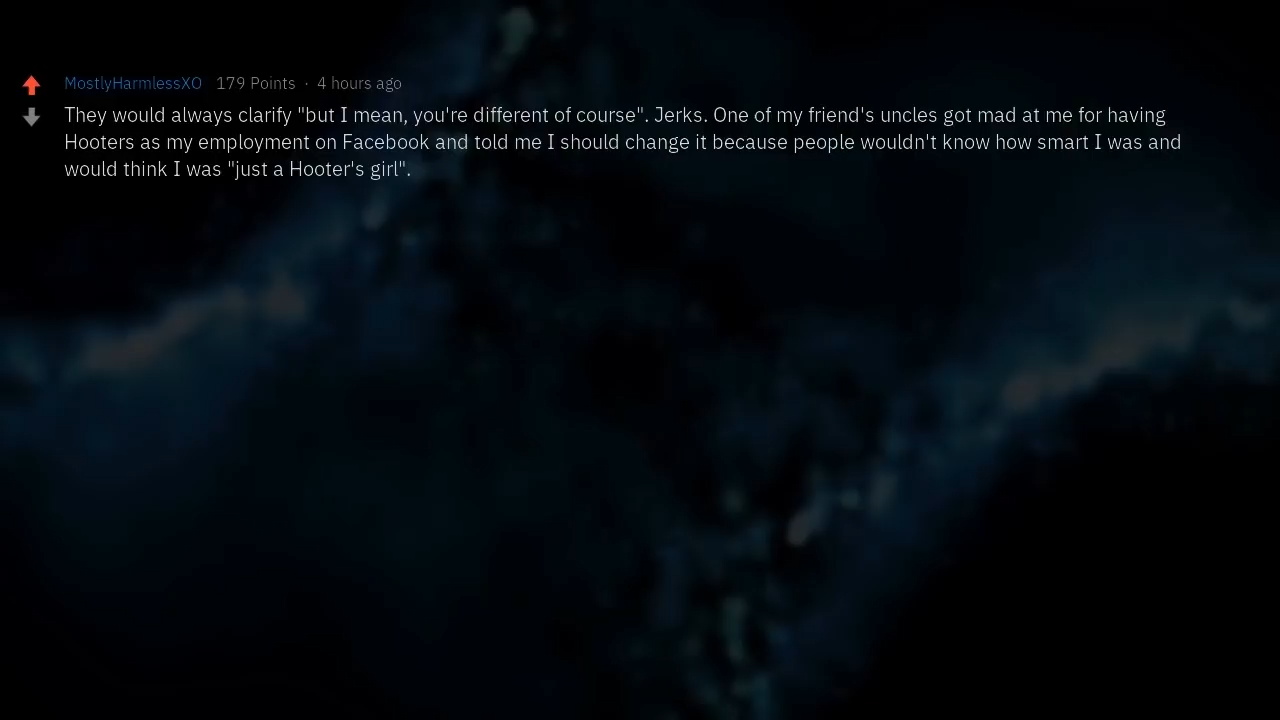 MostlyHarmlessXO 179 Points · 4 hours ago
They would always clarify "but I mean, you're different of course". Jerks. One of my friend's uncles got mad at me for having
Hooters as my employment on Facebook and told me I should change it because people wouldn't know how smart I was and
would think I was "just a Hooter's girl".